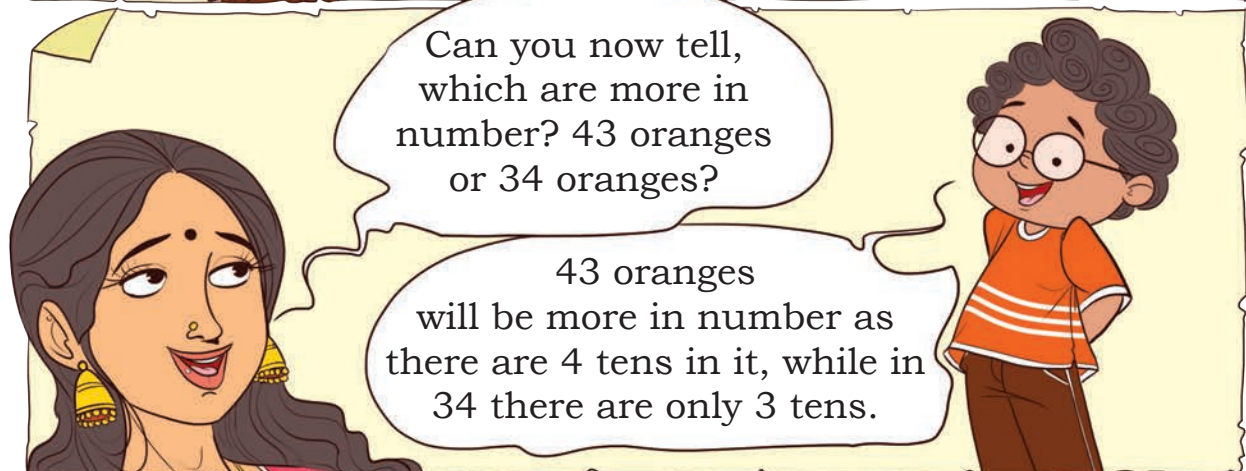 Can you now tell,
which are more in
number? 43 oranges
or 34 oranges?
43 oranges
will be more in number as
there are 4 tens in it, while in
34 there are only 3 tens.